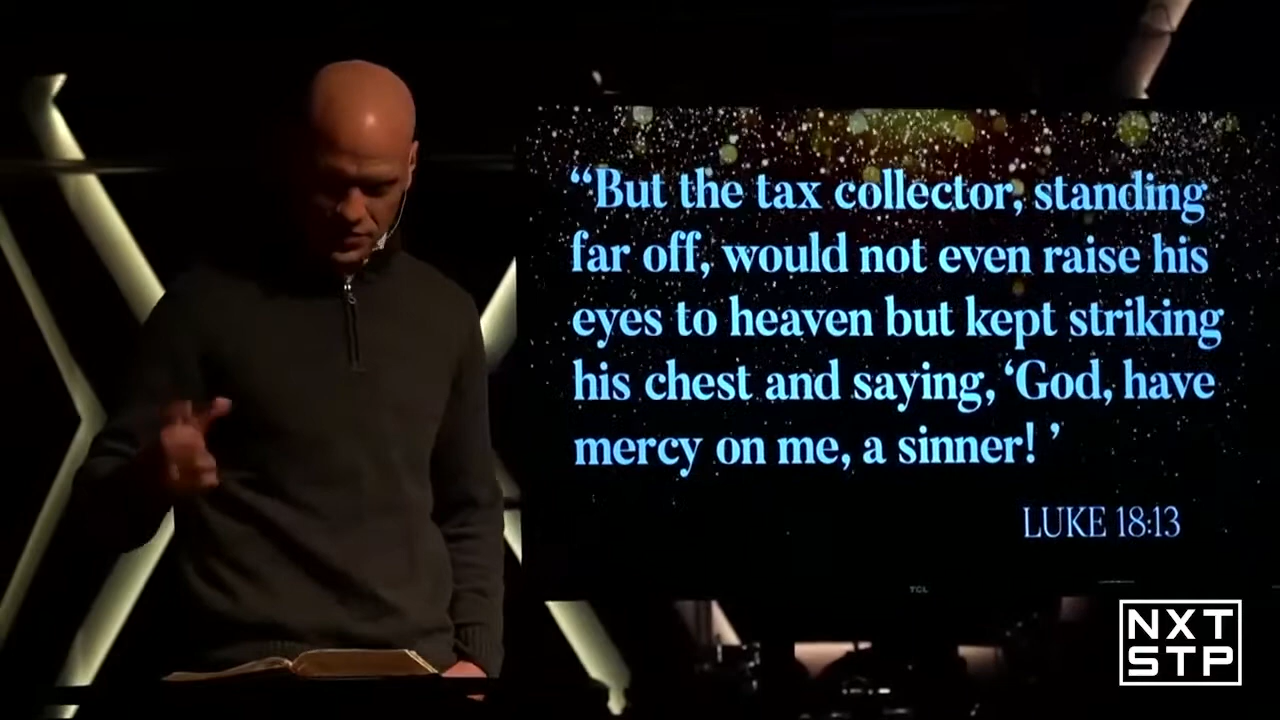 “But the tax collector, standing
far off, would not even raise his
eyes to heaven but kept striking
his chest and saying, ‘God, have
mercy on me, a sinner! ’
LUKE 18:13
TCL
NXT
STP